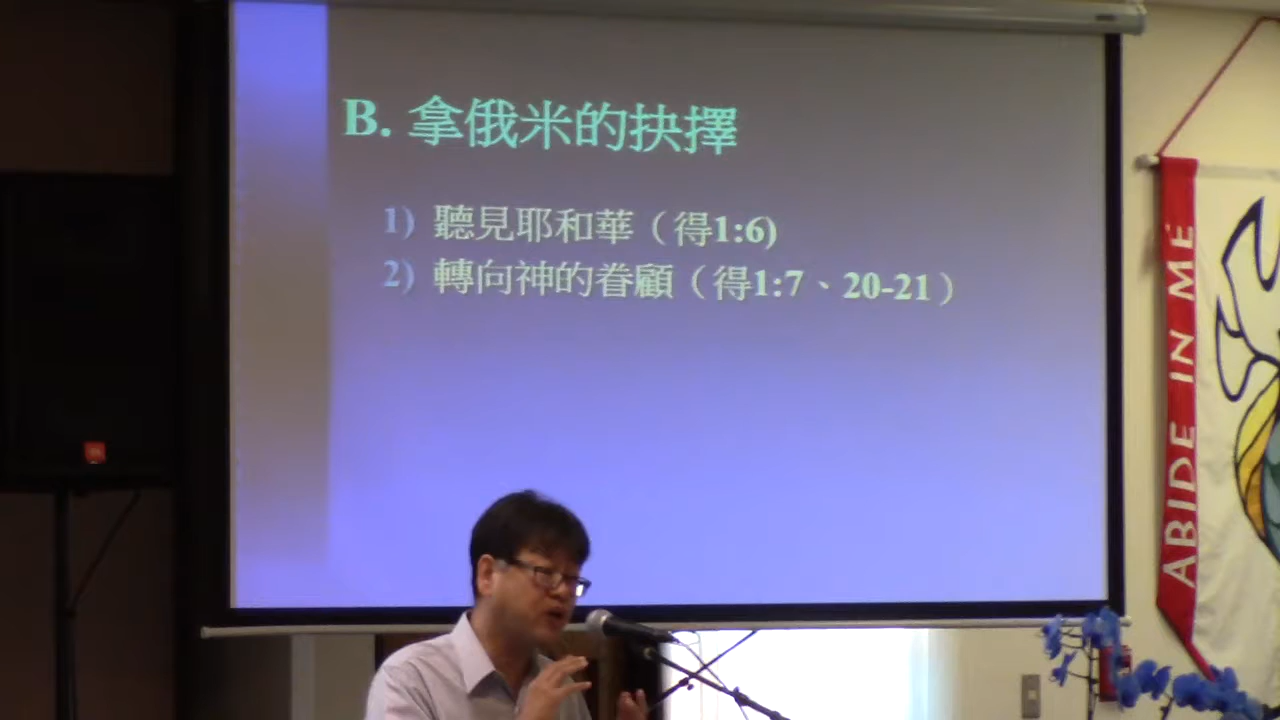 B. 拿俄米的抉擇
1) 聽見耶和華（得1:6)
2) 轉向神的眷顧（得1:7、20-21）
ABIDE IN ME